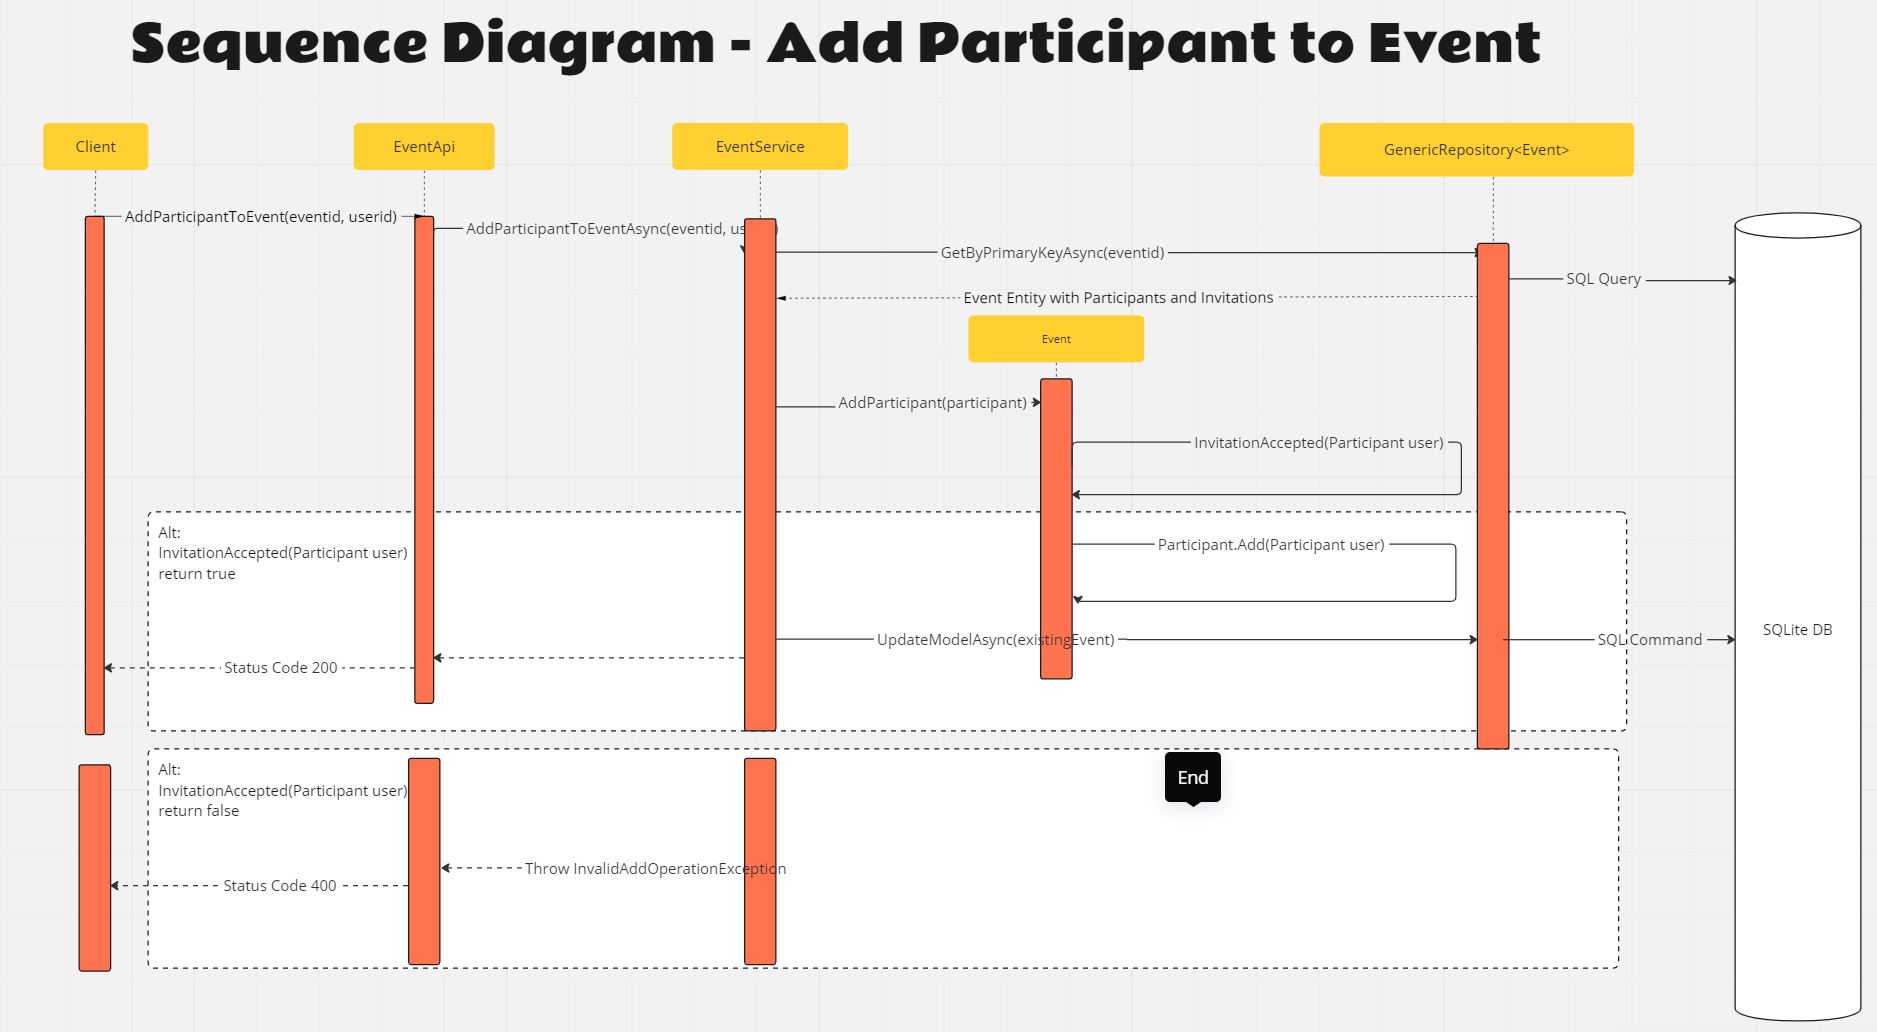 Sequence Diagram - Add Participant to Event
Client
EventApi
EventService
GenericRepository<Event>
AddParticipantToEvent(eventid, userid)
AddParticipantToEventAsync(eventid,
GetByPrimaryKeyAsync(eventid)
SQL Query
Event Entity with Participants and Invitations
Event
AddParticipant(participant)
InvitationAccepted(Participant user)
Alt:
InvitationAccepted(Participant user)
return true
Participant.Add(Participant user)
UpdateModelAsync(existingEvent)
SQL Command
SQLite DB
Status Code 200
Alt:
InvitationAccepted(Participant user)
return false
End
Throw InvalidAddOperationException
Status Code 400